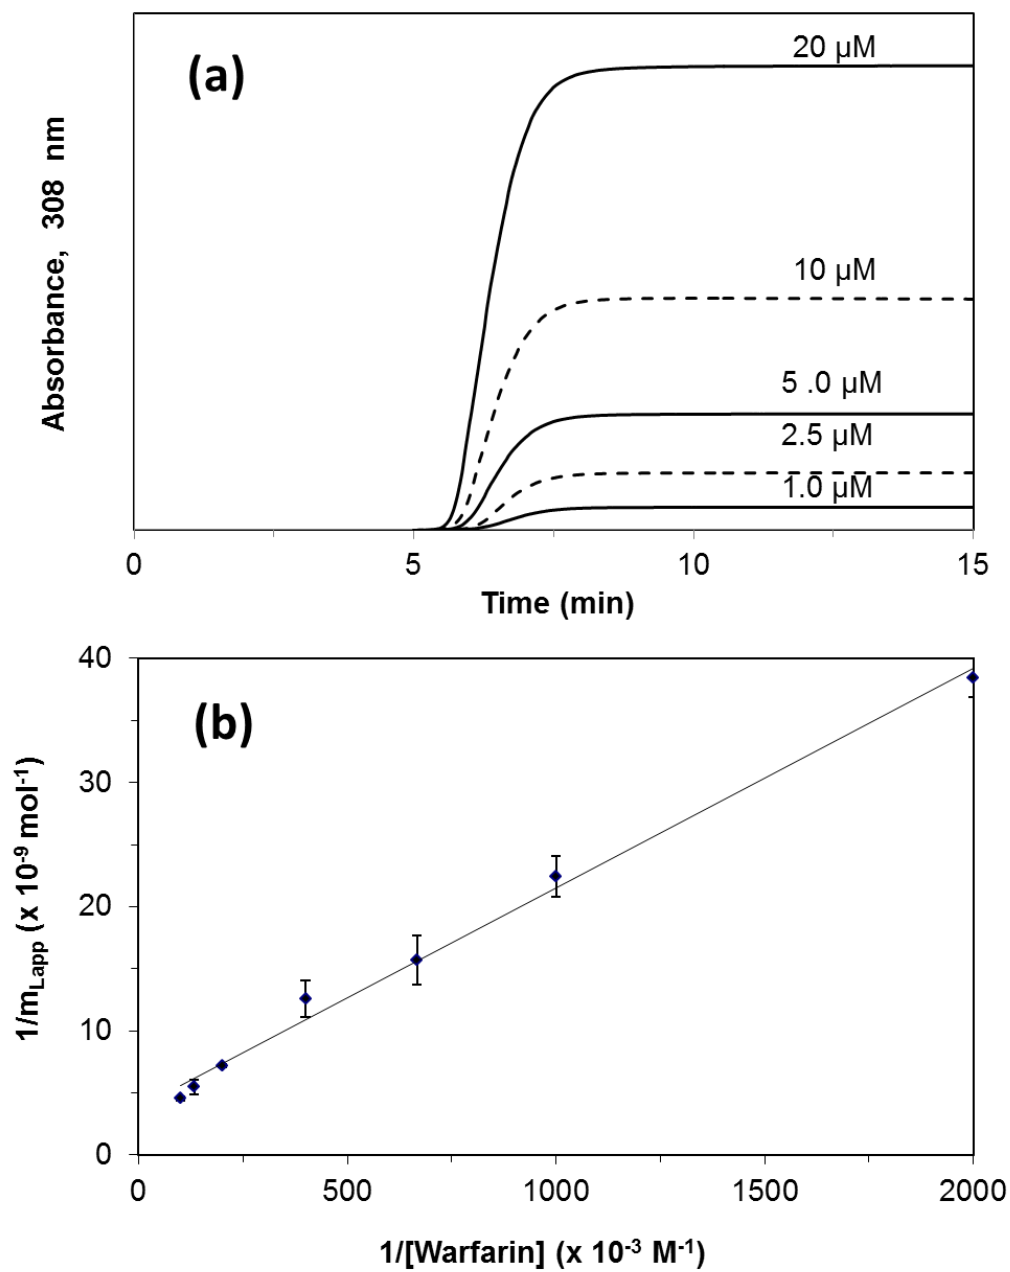 (a)
20 µM
10 µM
5 .0 µM
2.5 µM
1.0 µM
Absorbance, 308 nm
0 5 10 15
Time (min)
(b)
40
30
20
10
0
1/mLapp (x 10⁻⁹ mol⁻¹)
0 500 1000 1500 2000
1/[Warfarin] (x 10⁻³ M⁻¹)